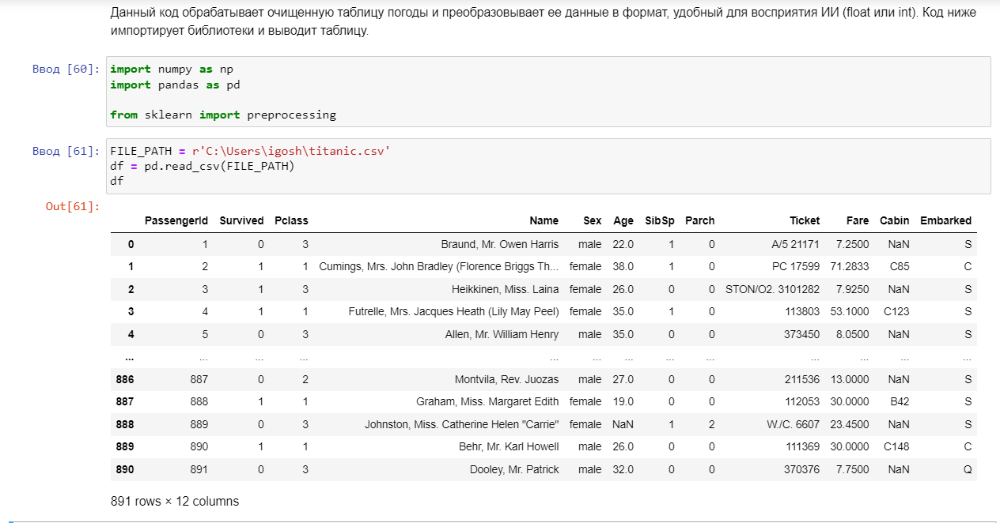 Данный код обрабатывает очищенную таблицу погоды и преобразовывает ее данные в формат, удобный для восприятия ИИ (float или int). Код ниже
импортирует библиотеки и выводит таблицу.
Ввод [60]: import numpy as np
import pandas as pd
from sklearn import preprocessing
Ввод [61]: FILE_PATH = r'C:\Users\igosh\titanic.csv'
df = pd.read_csv(FILE_PATH)
df
Out[61]:
PassengerId Survived Pclass Name Sex Age SibSp Parch Ticket Fare Cabin Embarked
0 1 0 3 Braund, Mr. Owen Harris male 22.0 1 0 A/5 21171 7.2500 NaN S
1 2 1 1 Cumings, Mrs. John Bradley (Florence Briggs Th... female 38.0 1 0 PC 17599 71.2833 C85 C
2 3 1 3 Heikkinen, Miss. Laina female 26.0 0 0 STON/O2. 3101282 7.9250 NaN S
3 4 1 1 Futrelle, Mrs. Jacques Heath (Lily May Peel) female 35.0 1 0 113803 53.1000 C123 S
4 5 0 3 Allen, Mr. William Henry male 35.0 0 0 373450 8.0500 NaN S
... ... ... ... ... ... ... ... ... ... ... ... ...
886 887 0 2 Montvila, Rev. Juozas male 27.0 0 0 211536 13.0000 NaN S
887 888 1 1 Graham, Miss. Margaret Edith female 19.0 0 0 112053 30.0000 B42 S
888 889 0 3 Johnston, Miss. Catherine Helen "Carrie" female NaN 1 2 W./C. 6607 23.4500 NaN S
889 890 1 1 Behr, Mr. Karl Howell male 26.0 0 0 111369 30.0000 C148 C
890 891 0 3 Dooley, Mr. Patrick male 32.0 0 0 370376 7.7500 NaN Q
891 rows × 12 columns